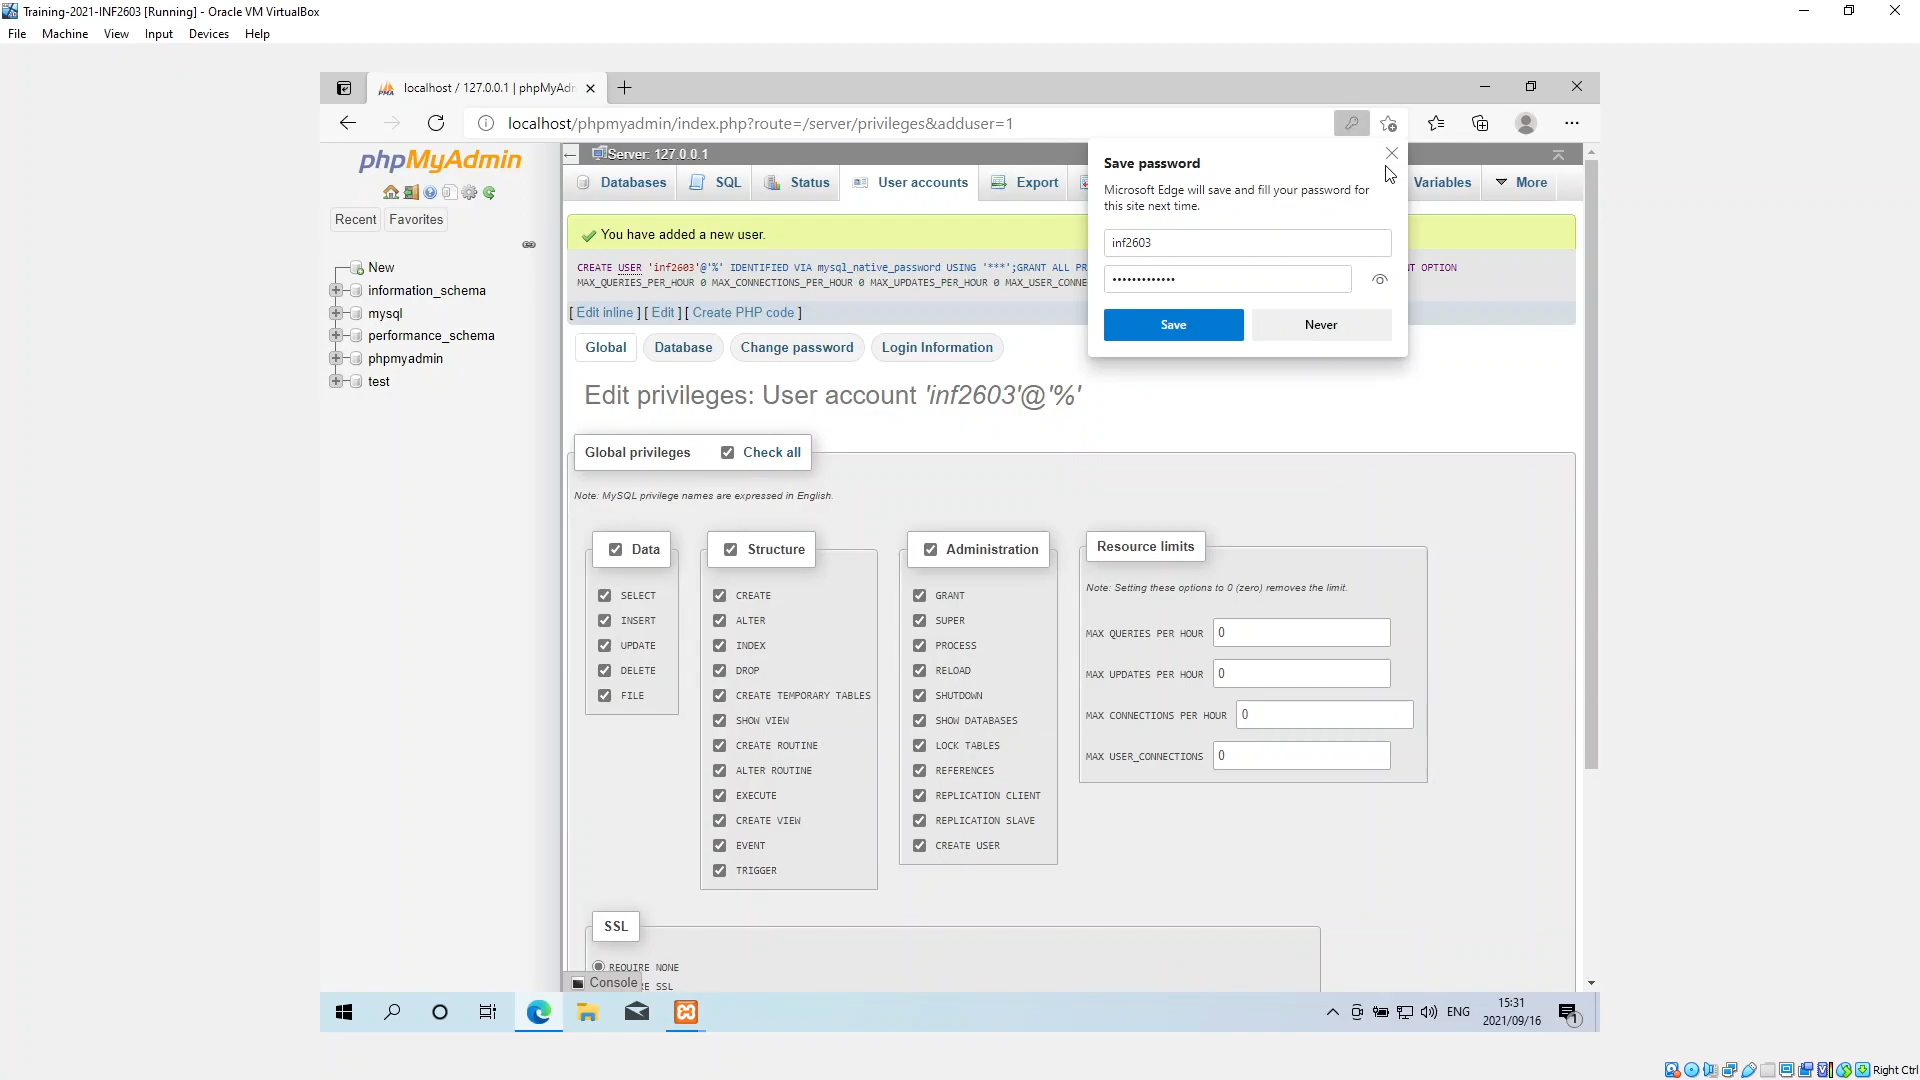 Training-2021-INF2603 [Running] - Oracle VM VirtualBox
File Machine View Input Devices Help
localhost / 127.0.0.1 | phpMyAdr
localhost/phpmyadmin/index.php?route=/server/privileges&adduser=1
phpMyAdmin
Recent Favorites
New
information_schema
mysql
performance_schema
phpmyadmin
test
Server: 127.0.0.1
Databases SQL Status User accounts Export Variables More
You have added a new user.
CREATE USER 'inf2603'@'%' IDENTIFIED VIA mysql_native_password USING '***';GRANT ALL PR
T OPTION
MAX_QUERIES_PER_HOUR 0 MAX_CONNECTIONS_PER_HOUR 0 MAX_UPDATES_PER_HOUR 0 MAX_USER_CONNE
[ Edit inline ] [ Edit ] [ Create PHP code ]
Save password
Microsoft Edge will save and fill your password for
this site next time.
inf2603
•••••••••••••
Save Never
Global Database Change password Login Information
Edit privileges: User account 'inf2603'@'%'
Global privileges Check all
Note: MySQL privilege names are expressed in English.
Data
SELECT
INSERT
UPDATE
DELETE
FILE
Structure
CREATE
ALTER
INDEX
DROP
CREATE TEMPORARY TABLES
SHOW VIEW
CREATE ROUTINE
ALTER ROUTINE
EXECUTE
CREATE VIEW
EVENT
TRIGGER
Administration
GRANT
SUPER
PROCESS
RELOAD
SHUTDOWN
SHOW DATABASES
LOCK TABLES
REFERENCES
REPLICATION CLIENT
REPLICATION SLAVE
CREATE USER
Resource limits
Note: Setting these options to 0 (zero) removes the limit.
MAX QUERIES PER HOUR 0
MAX UPDATES PER HOUR 0
MAX CONNECTIONS PER HOUR 0
MAX USER_CONNECTIONS 0
SSL
REQUIRE NONE
Console
RE SSL
ENG
15:31
2021/09/16
1
Right Ctrl